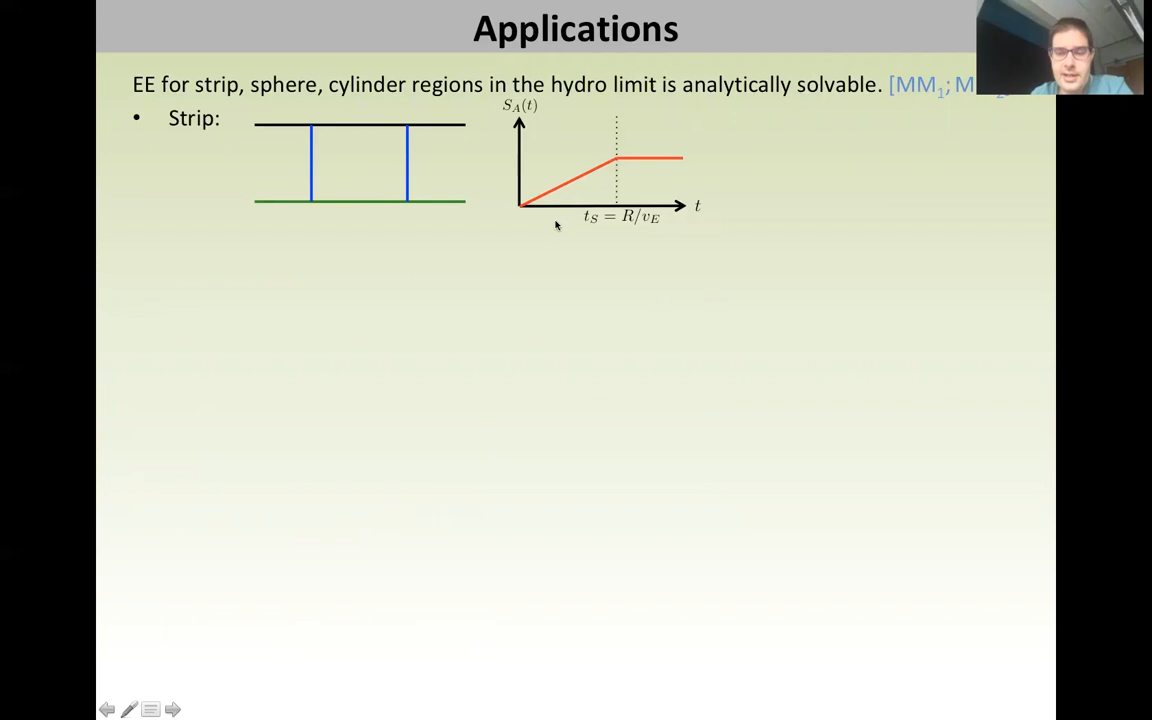 Applications
EE for strip, sphere, cylinder regions in the hydro limit is analytically solvable. [MM₁; M
• Strip:
S_A(t)
t
t_S = R/v_E